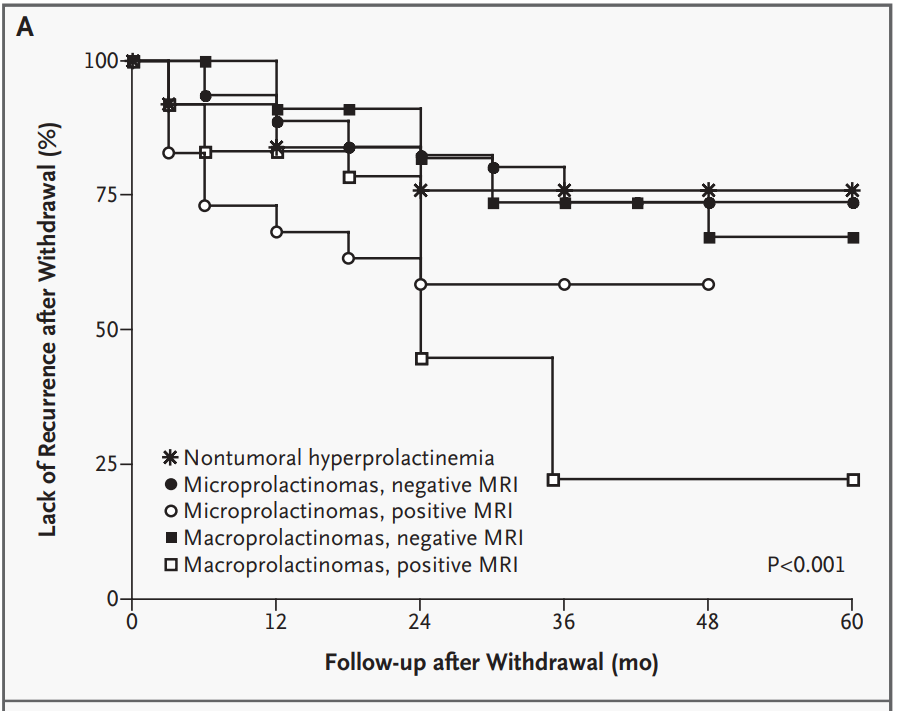 A
100
75
50
25
0
Lack of Recurrence after Withdrawal (%)
Nontumoral hyperprolactinemia
Microprolactinomas, negative MRI
Microprolactinomas, positive MRI
Macroprolactinomas, negative MRI
Macroprolactinomas, positive MRI
P<0.001
0 12 24 36 48 60
Follow-up after Withdrawal (mo)